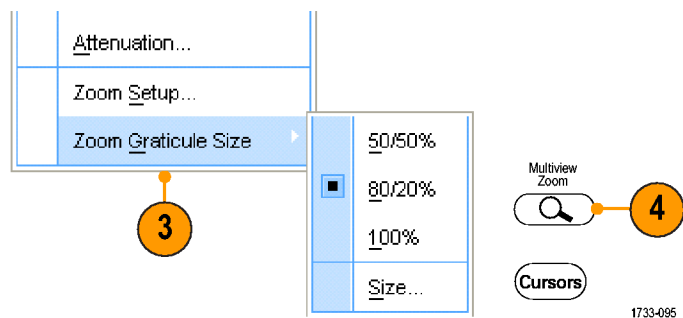 Attenuation...
Zoom Setup...
Zoom Graticule Size
50/50%
80/20%
100%
Size...
3
Multiview
Zoom
4
Cursors
1733-095